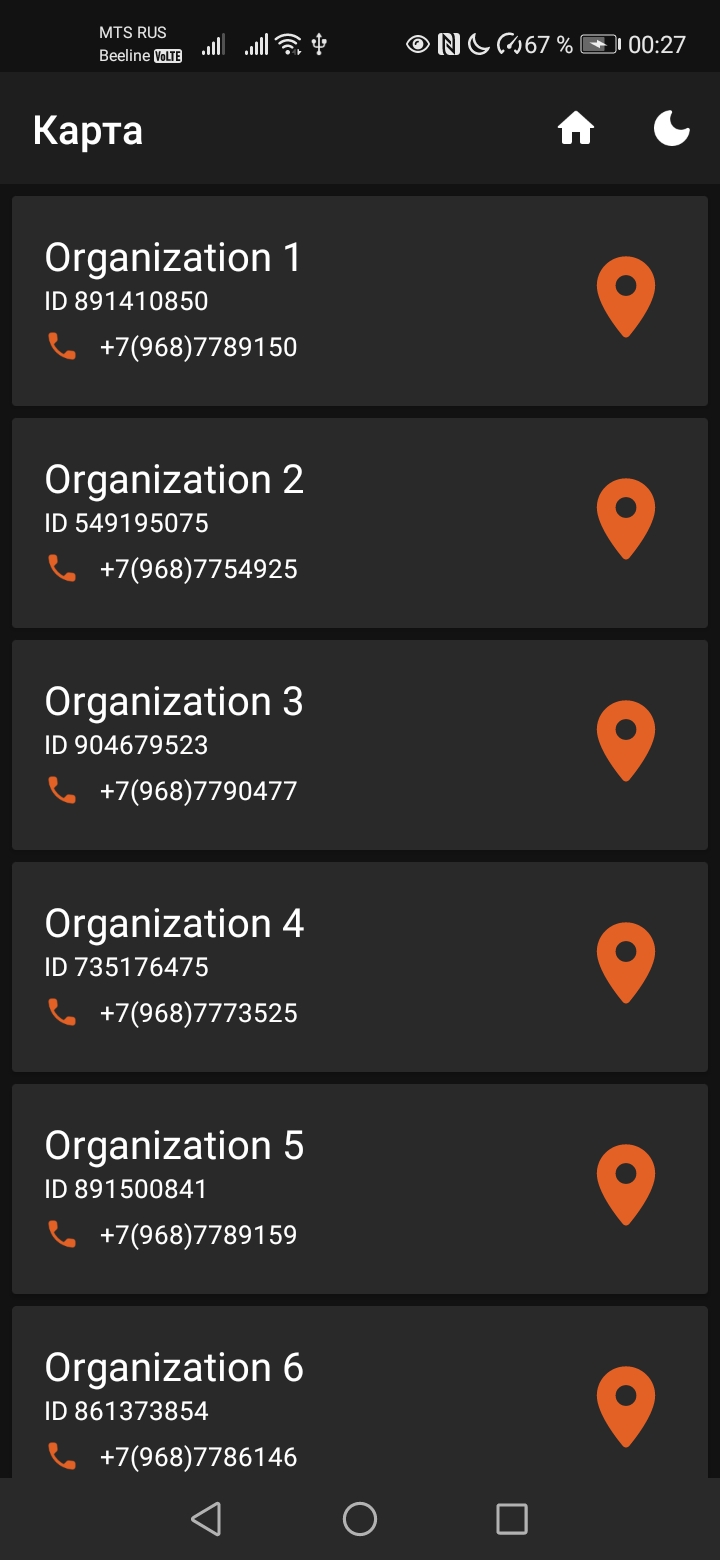 MTS RUS
Beeline VoLTE
67 % 00:27
Карта
Organization 1
ID 891410850
+7(968)7789150
Organization 2
ID 549195075
+7(968)7754925
Organization 3
ID 904679523
+7(968)7790477
Organization 4
ID 735176475
+7(968)7773525
Organization 5
ID 891500841
+7(968)7789159
Organization 6
ID 861373854
+7(968)7786146